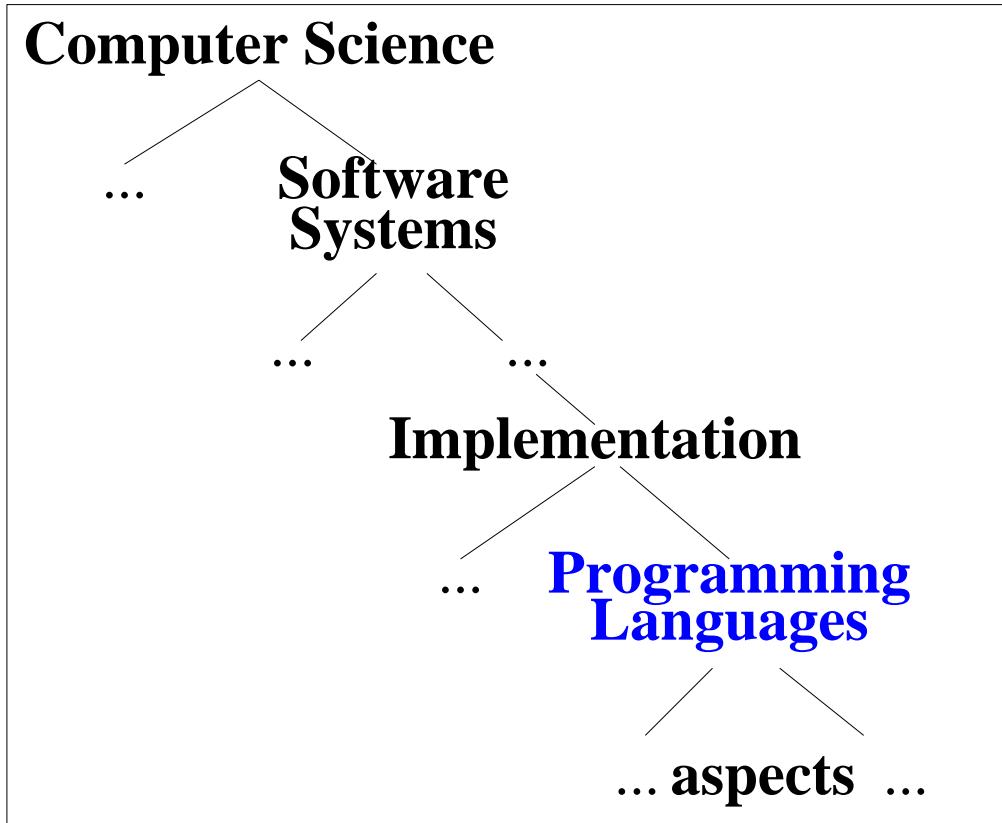 Computer Science
...
Software
Systems
... ...
Implementation
...
Programming
Languages
... aspects ...